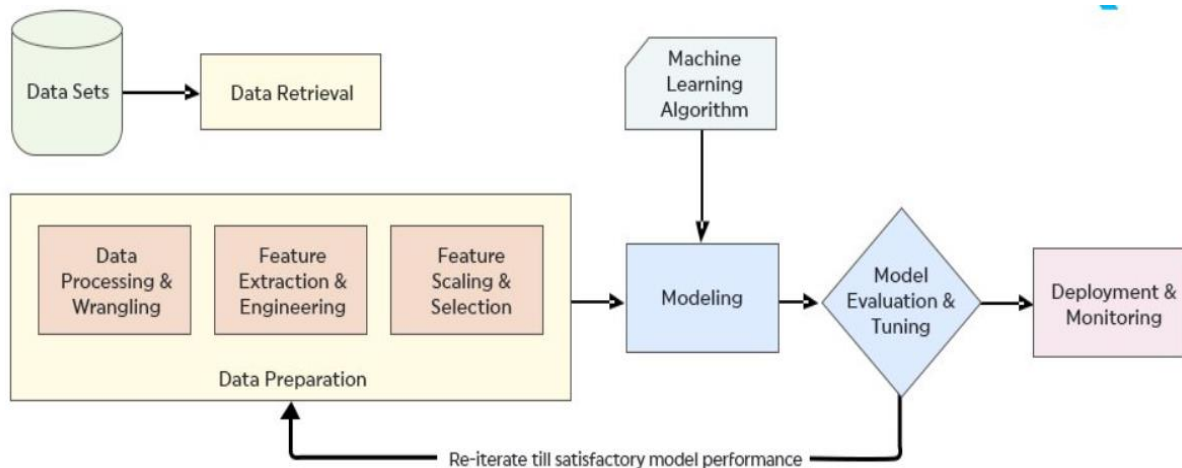 Data Sets
Data Retrieval
Machine
Learning
Algorithm
Data
Processing &
Wrangling
Feature
Extraction &
Engineering
Feature
Scaling &
Selection
Data Preparation
Modeling
Model
Evaluation &
Tuning
Deployment &
Monitoring
Re-iterate till satisfactory model performance